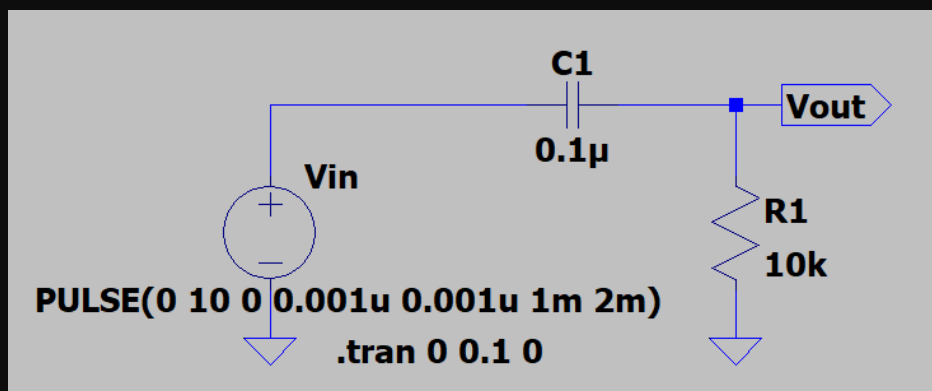 C1
Vout
0.1µ
Vin
R1
10k
PULSE(0 10 0 0.001u 0.001u 1m 2m)
.tran 0 0.1 0